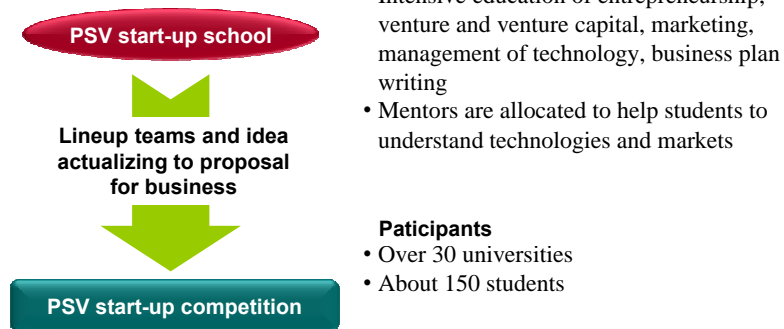 Intensive education of entrepreneurship,
venture and venture capital, marketing,
management of technology, business plan
writing
• Mentors are allocated to help students to
understand technologies and markets
PSV start-up school
Lineup teams and idea
actualizing to proposal
for business
PSV start-up competition
Paticipants
• Over 30 universities
• About 150 students